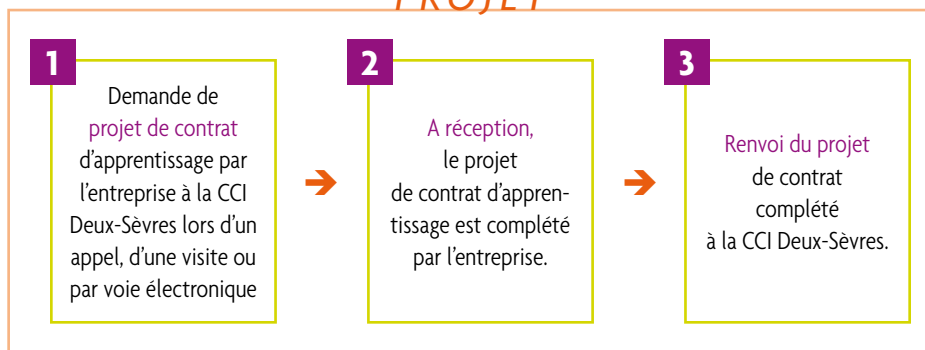 PROJET
1
Demande de
projet de contrat
d'apprentissage par
l'entreprise à la CCI
Deux-Sèvres lors d'un
appel, d'une visite ou
par voie électronique
2
A réception,
le projet
de contrat d'appren-
tissage est complété
par l'entreprise.
3
Renvoi du projet
de contrat
complété
à la CCI Deux-Sèvres.